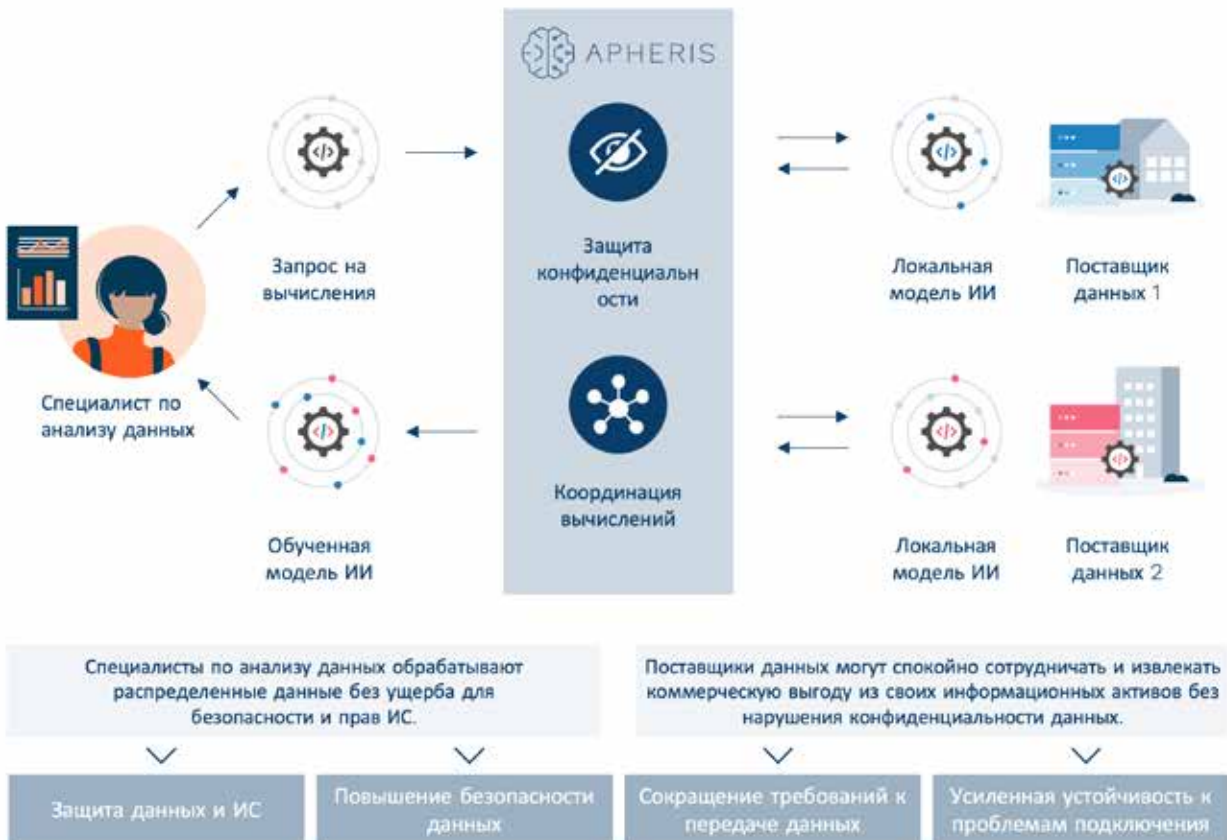 APHERIS
Запрос на
вычисления
Защита
конфиденциальн
ости
Локальная
модель ИИ
Поставщик
данных 1
Специалист по
анализу данных
Обученная
модель ИИ
Координация
вычислений
Локальная
модель ИИ
Поставщик
данных 2
Специалисты по анализу данных обрабатывают
распределенные данные без ущерба для
безопасности и прав ИС.
Поставщики данных могут спокойно сотрудничать и извлекать
коммерческую выгоду из своих информационных активов без
нарушения конфиденциальности данных.
Защита данных и ИС
Повышение безопасности
данных
Сокращение требований к
передаче данных
Усиленная устойчивость к
проблемам подключения